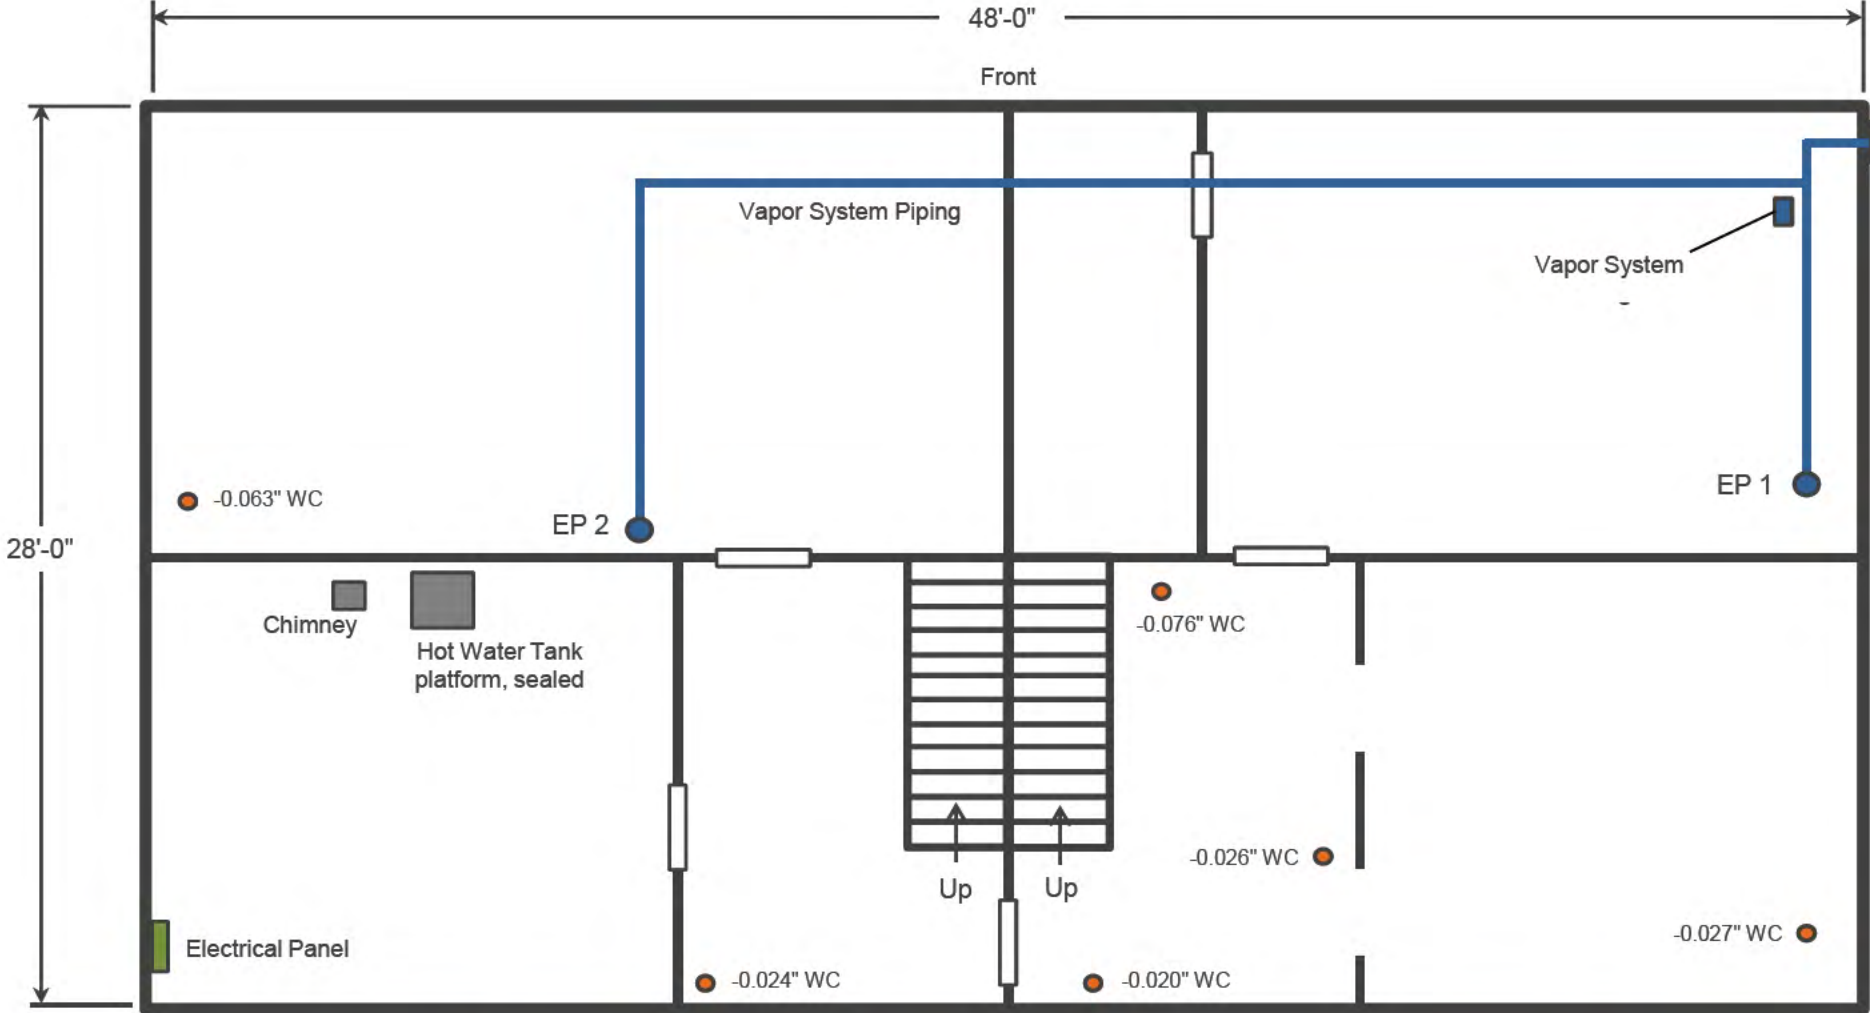 48'-0"
Front
Vapor System Piping
Vapor System
-
-0.063" WC
EP 2
EP 1
28'-0"
Chimney
Hot Water Tank
platform, sealed
-0.076" WC
-0.026" WC
Up
Up
Electrical Panel
-0.027" WC
-0.024" WC
-0.020" WC